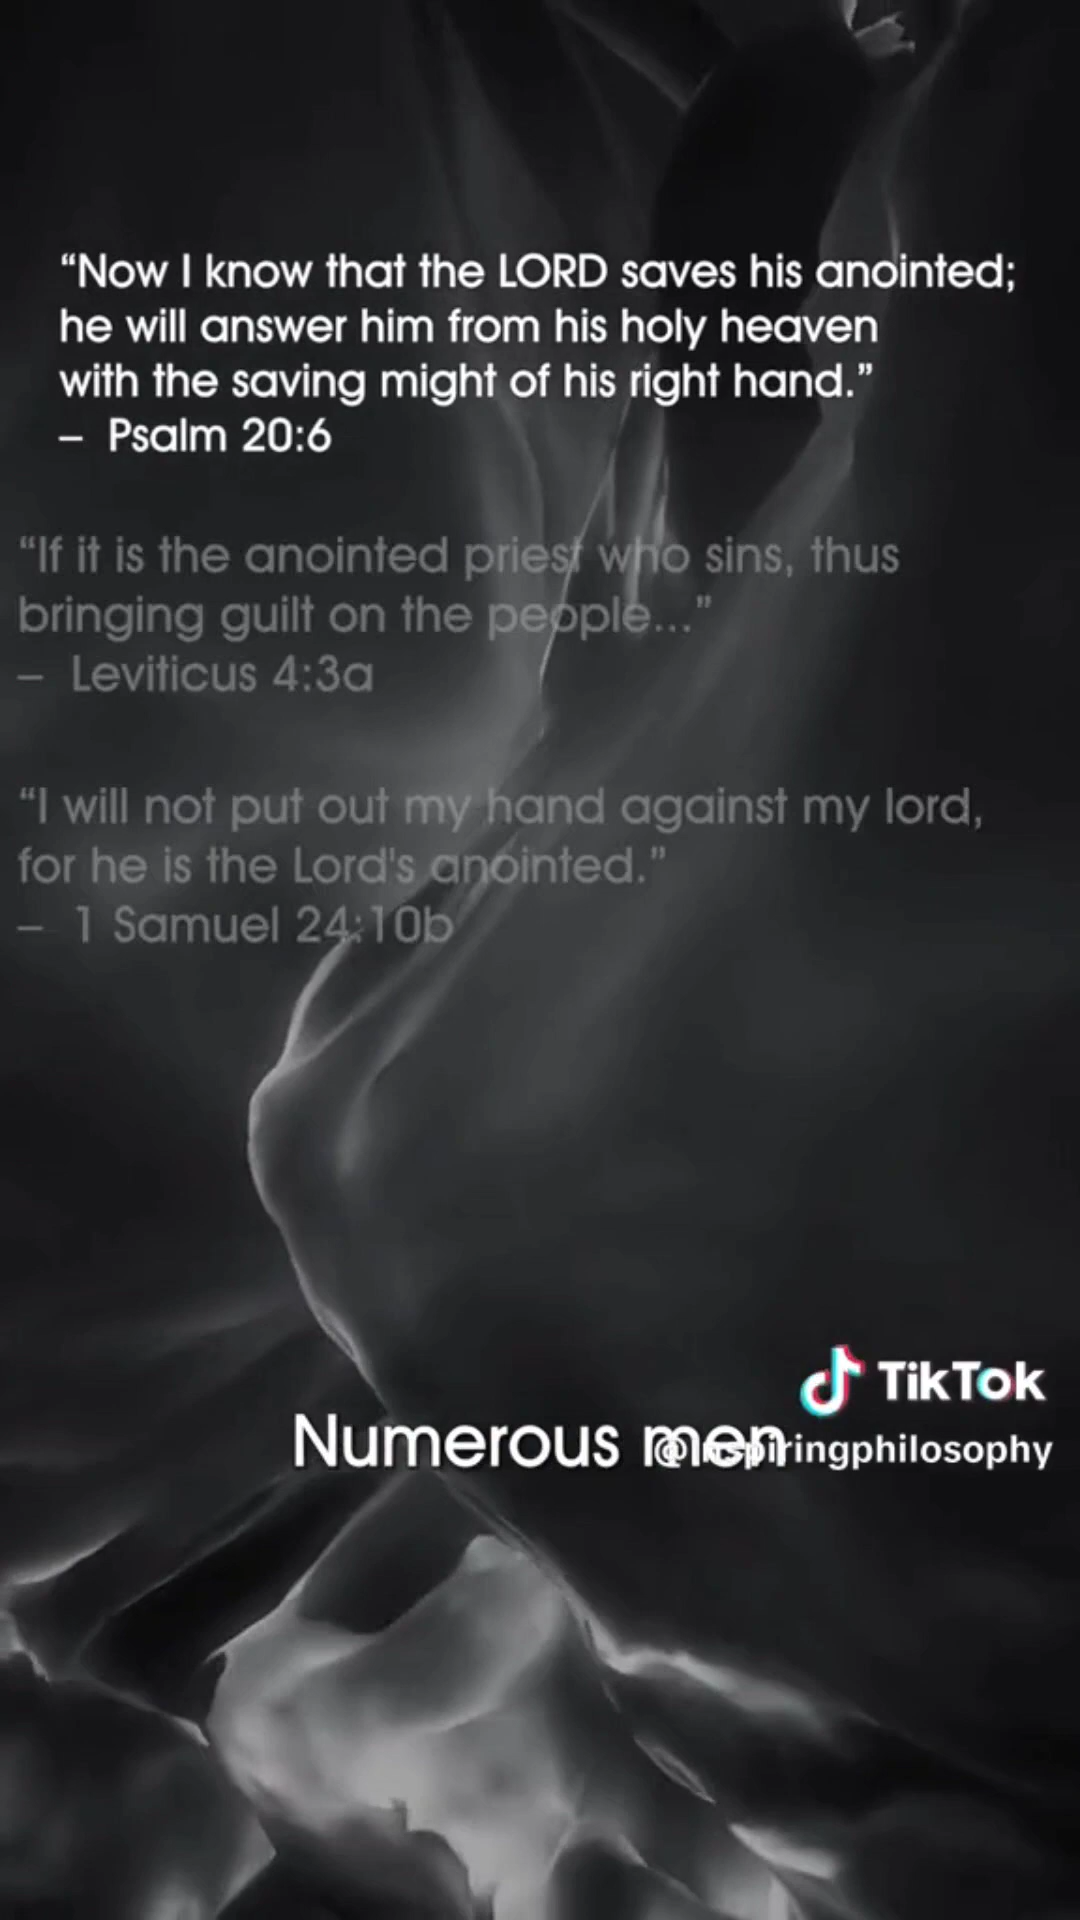 “Now I know that the LORD saves his anointed;
he will answer him from his holy heaven
with the saving might of his right hand.”
– Psalm 20:6
“If it is the anointed priest who sins, thus
bringing guilt on the people...”
– Leviticus 4:3a
“I will not put out my hand against my lord,
for he is the Lord's anointed.”
– 1 Samuel 24:10b
TikTok
Numerous men
@inspiringphilosophy